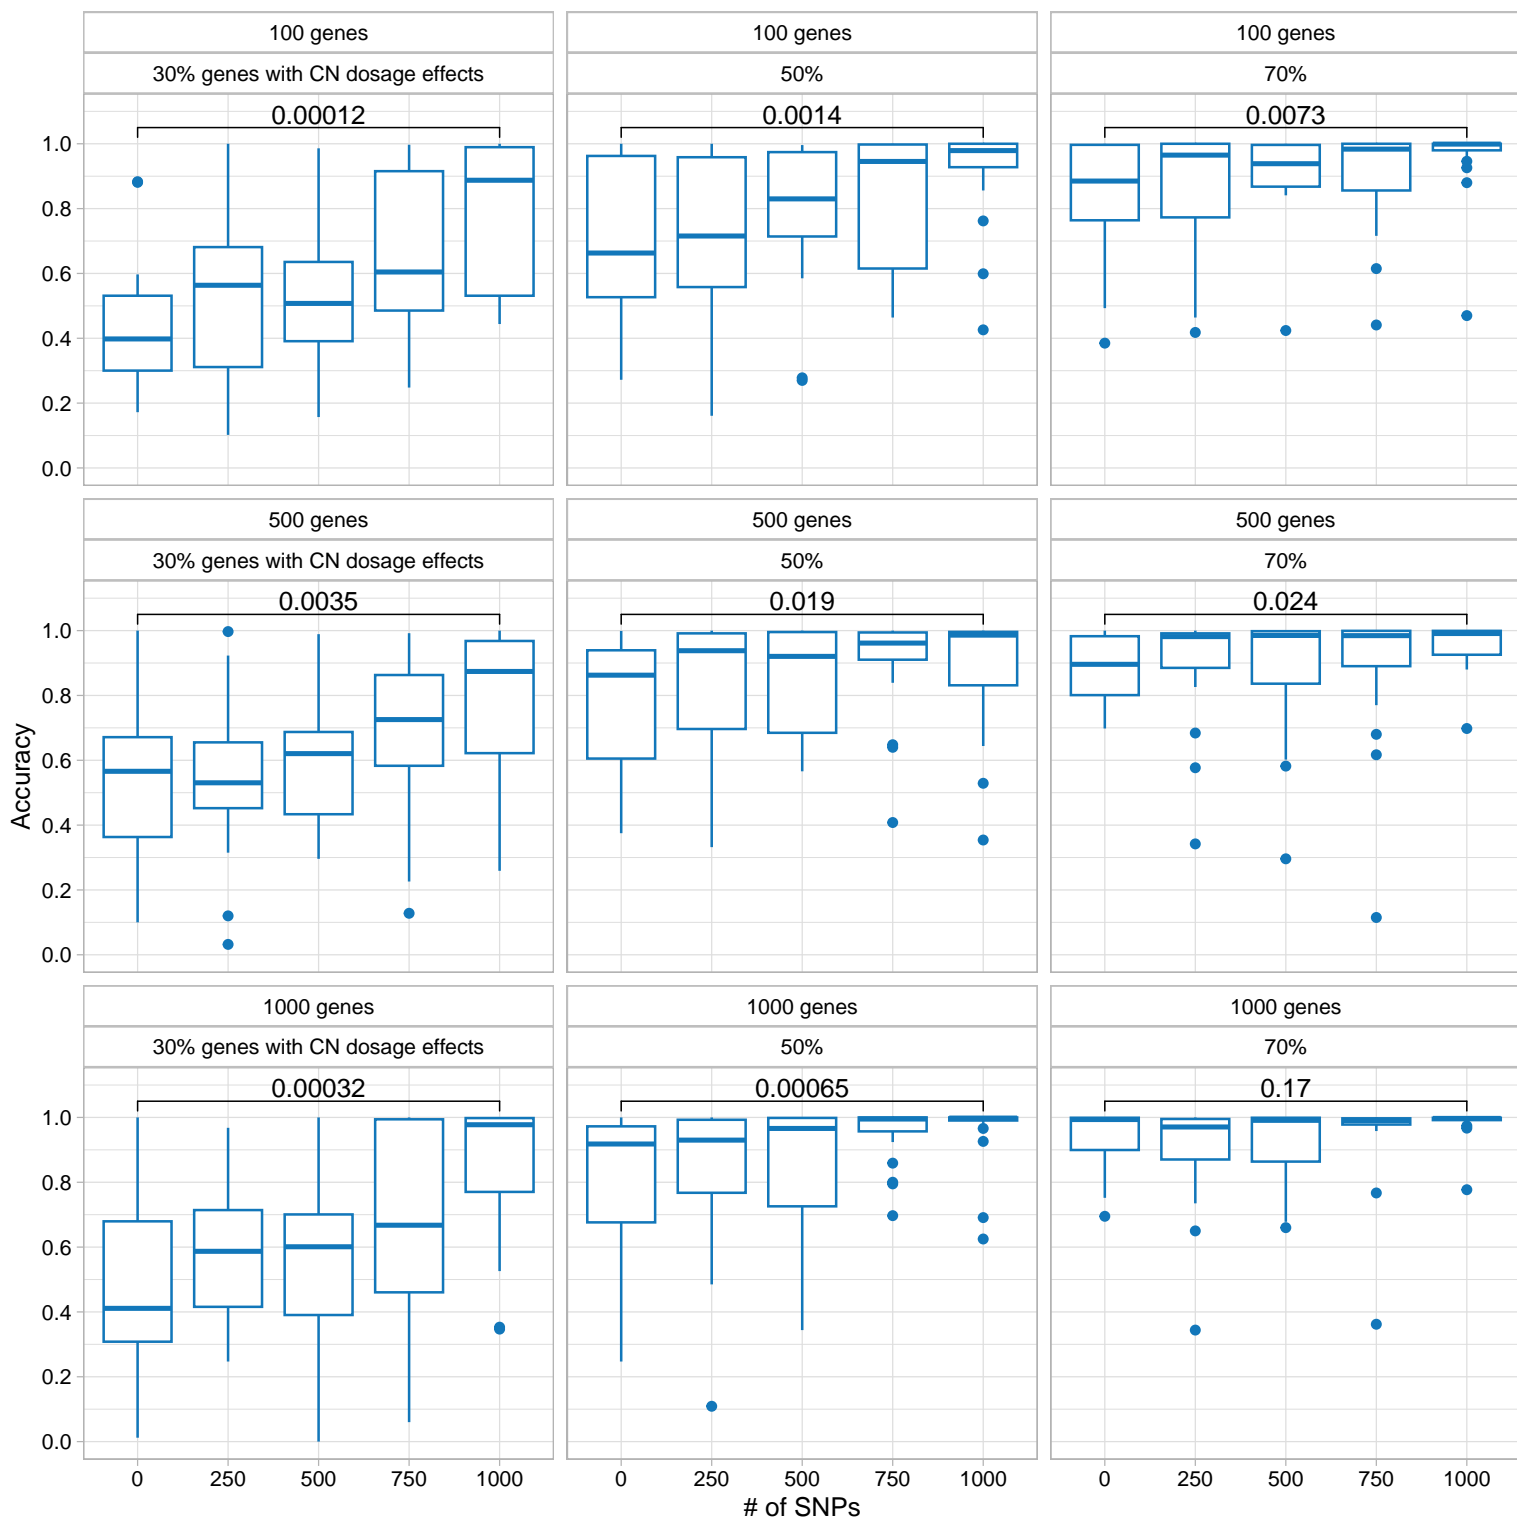 100 genes
100 genes
100 genes
30% genes with CN dosage effects
50%
70%
0.00012
0.0014
0.0073
1.0
0.8
0.6
0.4
0.2
0.0
500 genes
500 genes
500 genes
30% genes with CN dosage effects
50%
70%
0.0035
0.019
0.024
1.0
0.8
0.6
0.4
0.2
0.0
Accuracy
1000 genes
1000 genes
1000 genes
30% genes with CN dosage effects
50%
70%
0.00032
0.00065
0.17
1.0
0.8
0.6
0.4
0.2
0.0
0 250 500 750 1000
0 250 500 750 1000
0 250 500 750 1000
# of SNPs